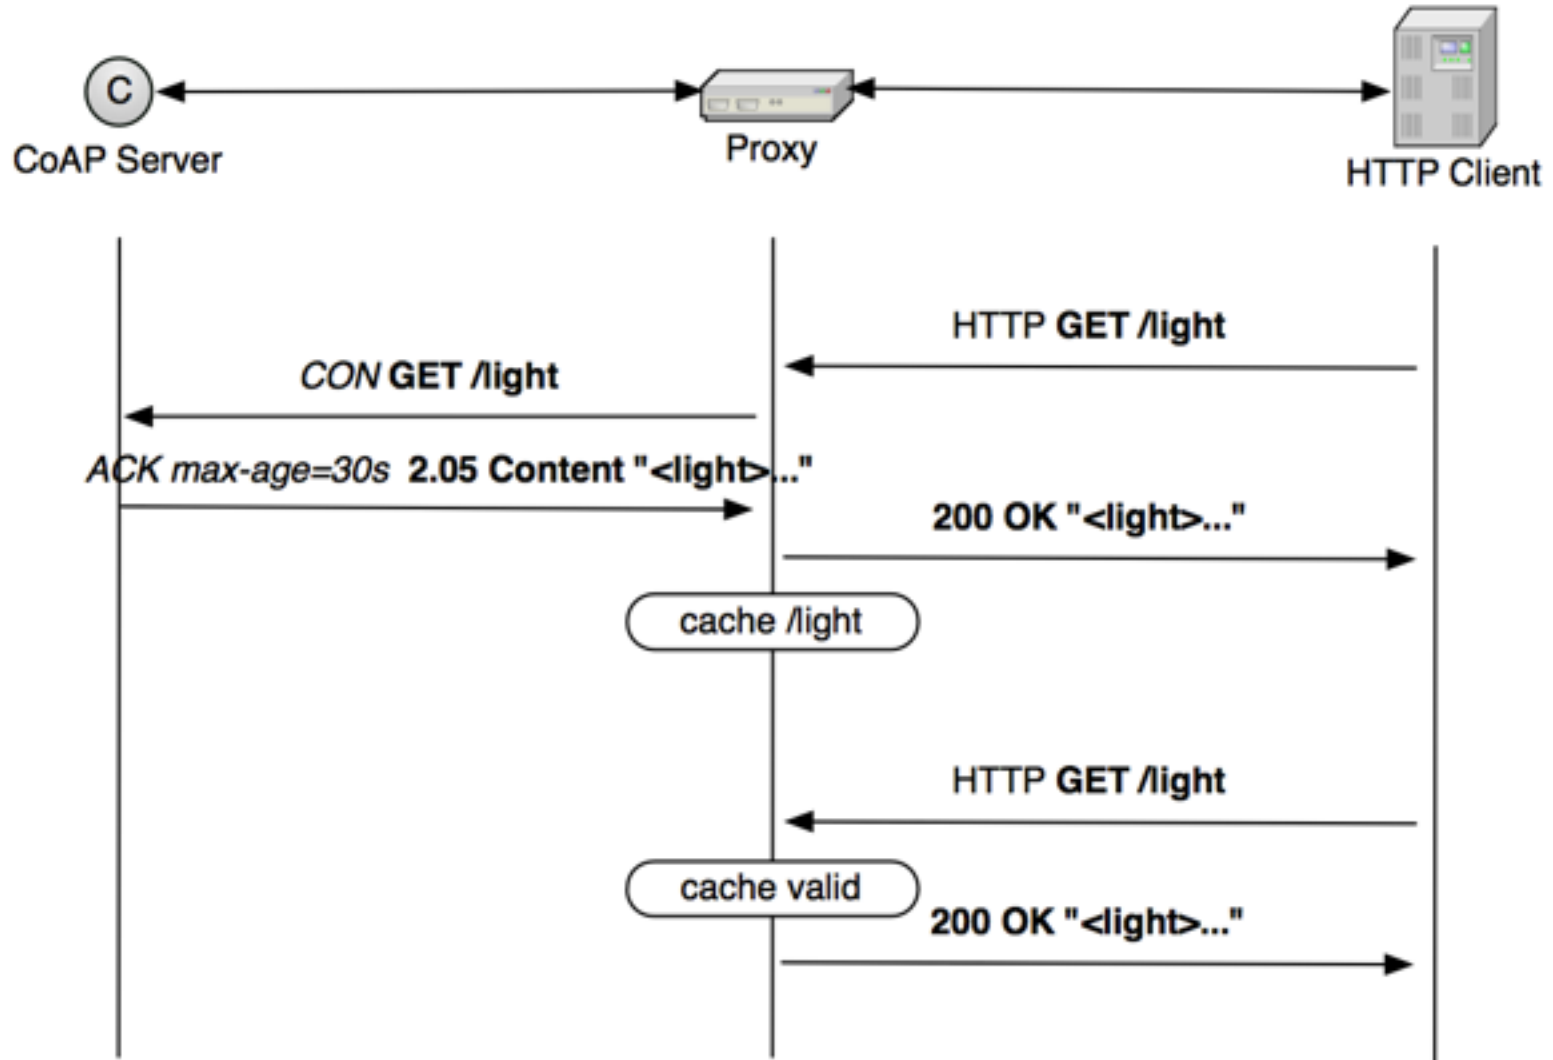 C
CoAP Server
Proxy
HTTP Client
HTTP GET /light
CON GET /light
ACK max-age=30s 2.05 Content "<light>..."
200 OK "<light>..."
cache /light
HTTP GET /light
cache valid
200 OK "<light>..."